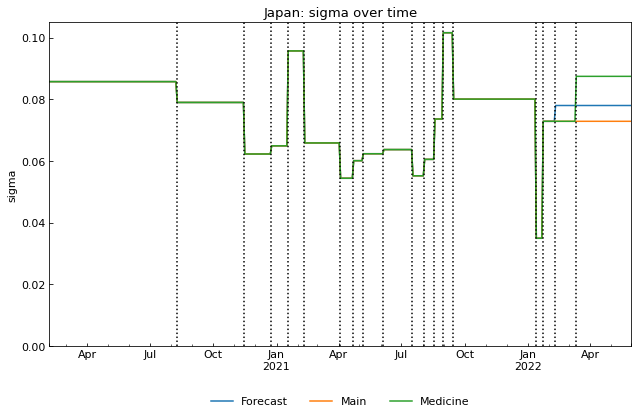 Japan: sigma over time
0.10
0.08
0.06
0.04
0.02
0.00
sigma
Apr Jul Oct Jan Apr Jul Oct Jan Apr
2021 2022
Forecast Main Medicine